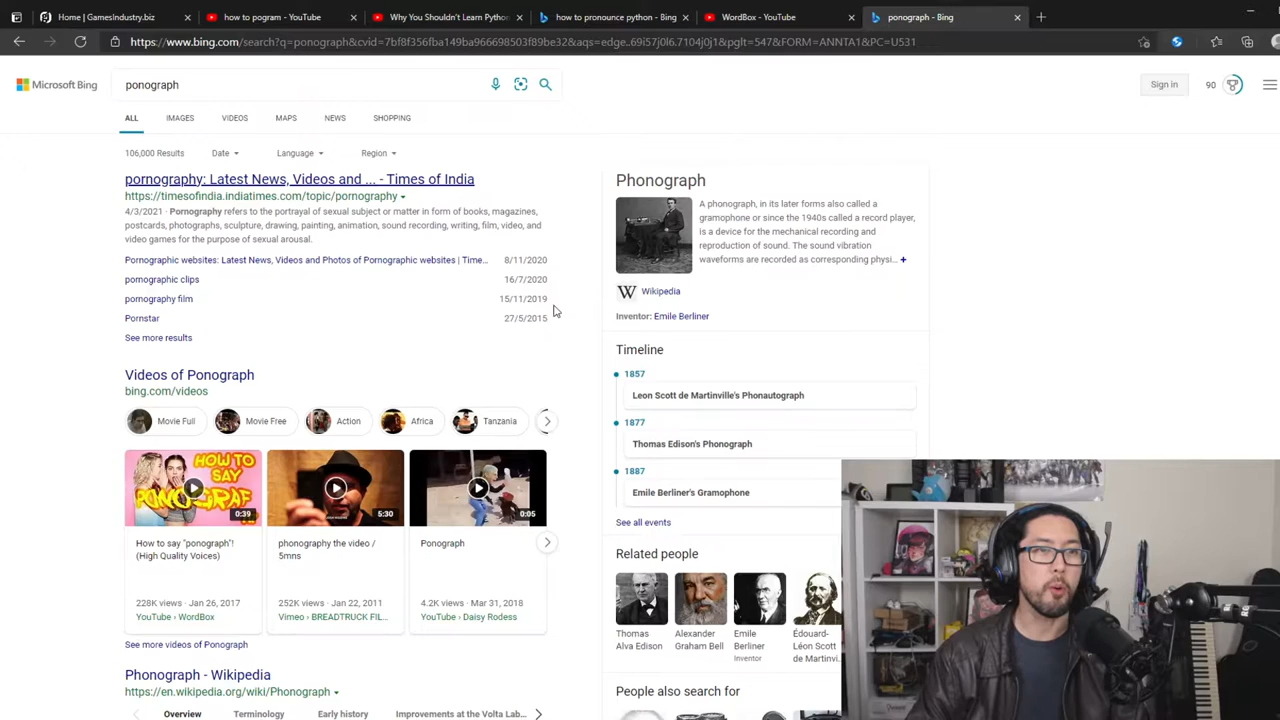 Home | GamesIndustry.biz
how to pogram - YouTube
Why You Shouldn't Learn Python
how to pronounce python - Bing
WordBox - YouTube
ponograph - Bing
https://www.bing.com/search?q=ponograph&cvid=7bf8f356fba149ba966698503f89be32&aqs=edge..69i57j0l6.7104j0j1&pglt=547&FORM=ANNTA1&PC=U531
Microsoft Bing
ponograph
Sign in
90
ALL
IMAGES
VIDEOS
MAPS
NEWS
SHOPPING
106,000 Results
Date
Language
Region
pornography: Latest News, Videos and ... - Times of India
https://timesofindia.indiatimes.com/topic/pornography
4/3/2021 · Pornography refers to the portrayal of sexual subject or matter in form of books, magazines,
postcards, photographs, sculpture, drawing, painting, animation, sound recording, writing, film, video, and
video games for the purpose of sexual arousal.
Pornographic websites: Latest News, Videos and Photos of Pornographic websites | Time...
8/11/2020
pornographic clips
16/7/2020
pornography film
15/11/2019
Pornstar
27/5/2015
See more results
Videos of Ponograph
bing.com/videos
Movie Full
Movie Free
Action
Africa
Tanzania
HOW TO
SAY
PONOGRAF
0:39
5:30
0:05
How to say "ponograph"!
(High Quality Voices)
228K views · Jan 26, 2017
YouTube › WordBox
phonography the video /
5mns
252K views · Jan 22, 2011
Vimeo › BREADTRUCK FIL...
Ponograph
4.2K views · Mar 31, 2018
YouTube › Daisy Rodess
See more videos of Ponograph
Phonograph - Wikipedia
https://en.wikipedia.org/wiki/Phonograph
Overview
Terminology
Early history
Improvements at the Volta Lab...
Phonograph
A phonograph, in its later forms also called a
gramophone or since the 1940s called a record player,
is a device for the mechanical recording and
reproduction of sound. The sound vibration
waveforms are recorded as corresponding physi... +
W
Wikipedia
Inventor: Emile Berliner
Timeline
1857
Leon Scott de Martinville's Phonautograph
1877
Thomas Edison's Phonograph
1887
Emile Berliner's Gramophone
See all events
Related people
Thomas
Alva Edison
Alexander
Graham Bell
Emile
Berliner
Inventor
Édouard-
Léon Scott
de Martinvi...
People also search for